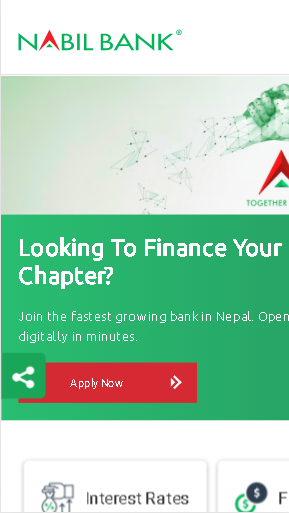 NABIL BANK®
TOGETHER
Looking To Finance Your
Chapter?
Join the fastest growing bank in Nepal. Open
digitally in minutes.
Apply Now
Interest Rates
$
F